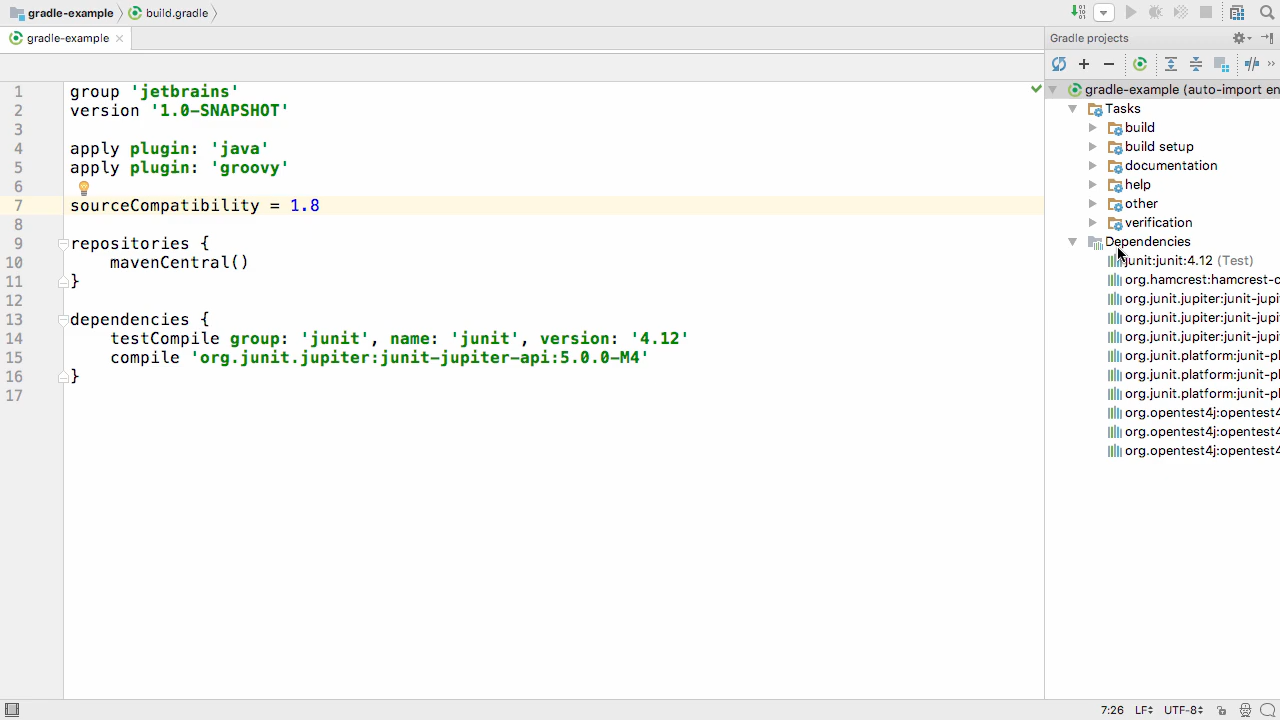 gradle-example
build.gradle
gradle-example
Gradle projects
1 group 'jetbrains'
2 version '1.0-SNAPSHOT'
3
4 apply plugin: 'java'
5 apply plugin: 'groovy'
6
7 sourceCompatibility = 1.8
8
9 repositories {
10 mavenCentral()
11 }
12
13 dependencies {
14 testCompile group: 'junit', name: 'junit', version: '4.12'
15 compile 'org.junit.jupiter:junit-jupiter-api:5.0.0-M4'
16 }
17
gradle-example (auto-import en
Tasks
build
build setup
documentation
help
other
verification
Dependencies
junit:junit:4.12 (Test)
org.hamcrest:hamcrest-c
org.junit.jupiter:junit-jupi
org.junit.jupiter:junit-jupi
org.junit.jupiter:junit-jupi
org.junit.platform:junit-pl
org.junit.platform:junit-pl
org.junit.platform:junit-pl
org.opentest4j:opentest4
org.opentest4j:opentest4
org.opentest4j:opentest4
7:26 LF UTF-8